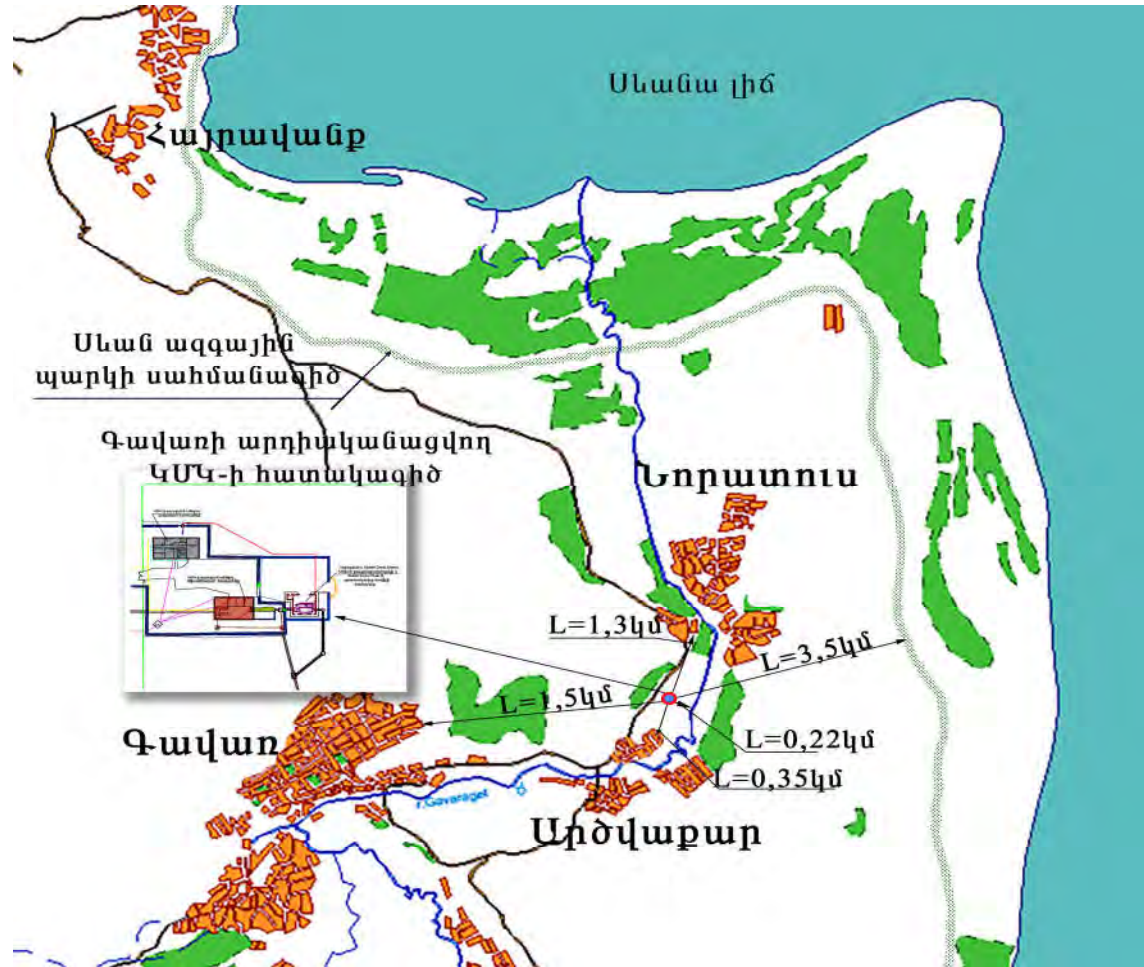 Սևանա լիճ
Հայրավանք
Սևան ազգային
պարկի սահմանագիծ
Գավառի արդիականացվող
ԿՄԿ-ի հատակագիծ
Նորատուս
L=1,3կմ
L=3,5կմ
L=1,5կմ
Գավառ
L=0,22կմ
L=0,35կմ
r.Gavaraget
Արծվաքար